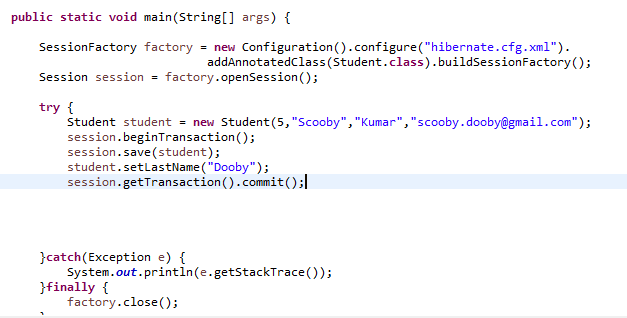 public static void main(String[] args) {
SessionFactory factory = new Configuration().configure("hibernate.cfg.xml").
addAnnotatedClass(Student.class).buildSessionFactory();
Session session = factory.openSession();
try {
Student student = new Student(5,"Scooby","Kumar","scooby.dooby@gmail.com");
session.beginTransaction();
session.save(student);
student.setLastName("Dooby");
session.getTransaction().commit();
}catch(Exception e) {
System.out.println(e.getStackTrace());
}finally {
factory.close();